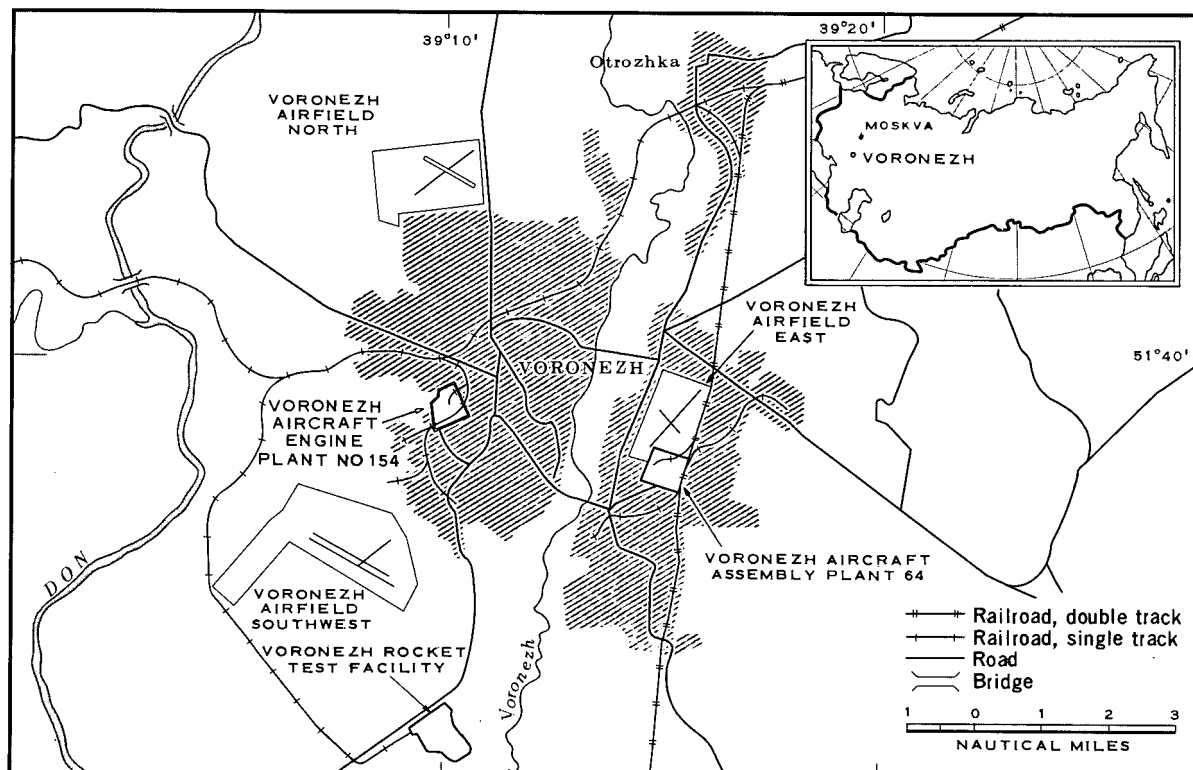 39°10'
39°20'
Otrozhka
VORONEZH
AIRFIELD
NORTH
MOSKVA
VORONEZH
VORONEZH
AIRFIELD
EAST
51°40'
VORONEZH
VORONEZH
AIRCRAFT
ENGINE
PLANT NO 154
DON
VORONEZH AIRCRAFT
ASSEMBLY PLANT 64
VORONEZH
AIRFIELD
SOUTHWEST
VORONEZH ROCKET
TEST FACILITY
Voronezh
Railroad, double track
Railroad, single track
Road
Bridge
1 0 1 2 3
NAUTICAL MILES